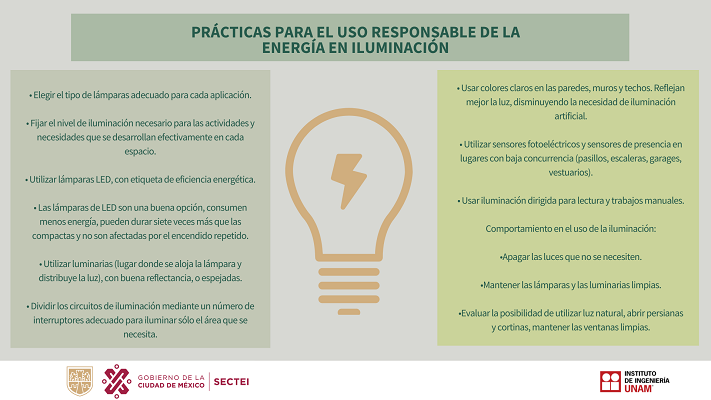 PRÁCTICAS PARA EL USO RESPONSABLE DE LA
ENERGÍA EN ILUMINACIÓN
• Elegir el tipo de lámparas adecuado para cada aplicación.
• Fijar el nivel de iluminación necesario para las actividades y
necesidades que se desarrollan efectivamente en cada
espacio.
• Utilizar lámparas LED, con etiqueta de eficiencia energética.
• Las lámparas de LED son una buena opción, consumen
menos energía, pueden durar siete veces más que las
compactas y no son afectadas por el encendido repetido.
• Utilizar luminarias (lugar donde se aloja la lámpara y
distribuye la luz), con buena reflectancia, o espejadas.
• Dividir los circuitos de iluminación mediante un número de
interruptores adecuado para iluminar sólo el área que se
necesita.
• Usar colores claros en las paredes, muros y techos. Reflejan
mejor la luz, disminuyendo la necesidad de iluminación
artificial.
• Utilizar sensores fotoeléctricos y sensores de presencia en
lugares con baja concurrencia (pasillos, escaleras, garages,
vestuarios).
• Usar iluminación dirigida para lectura y trabajos manuales.
Comportamiento en el uso de la iluminación:
•Apagar las luces que no se necesiten.
•Mantener las lámparas y las luminarias limpias.
•Evaluar la posibilidad de utilizar luz natural, abrir persianas
y cortinas, mantener las ventanas limpias.
GOBIERNO DE LA
CIUDAD DE MÉXICO
SECTEI
INSTITUTO
DE INGENIERÍA
UNAM